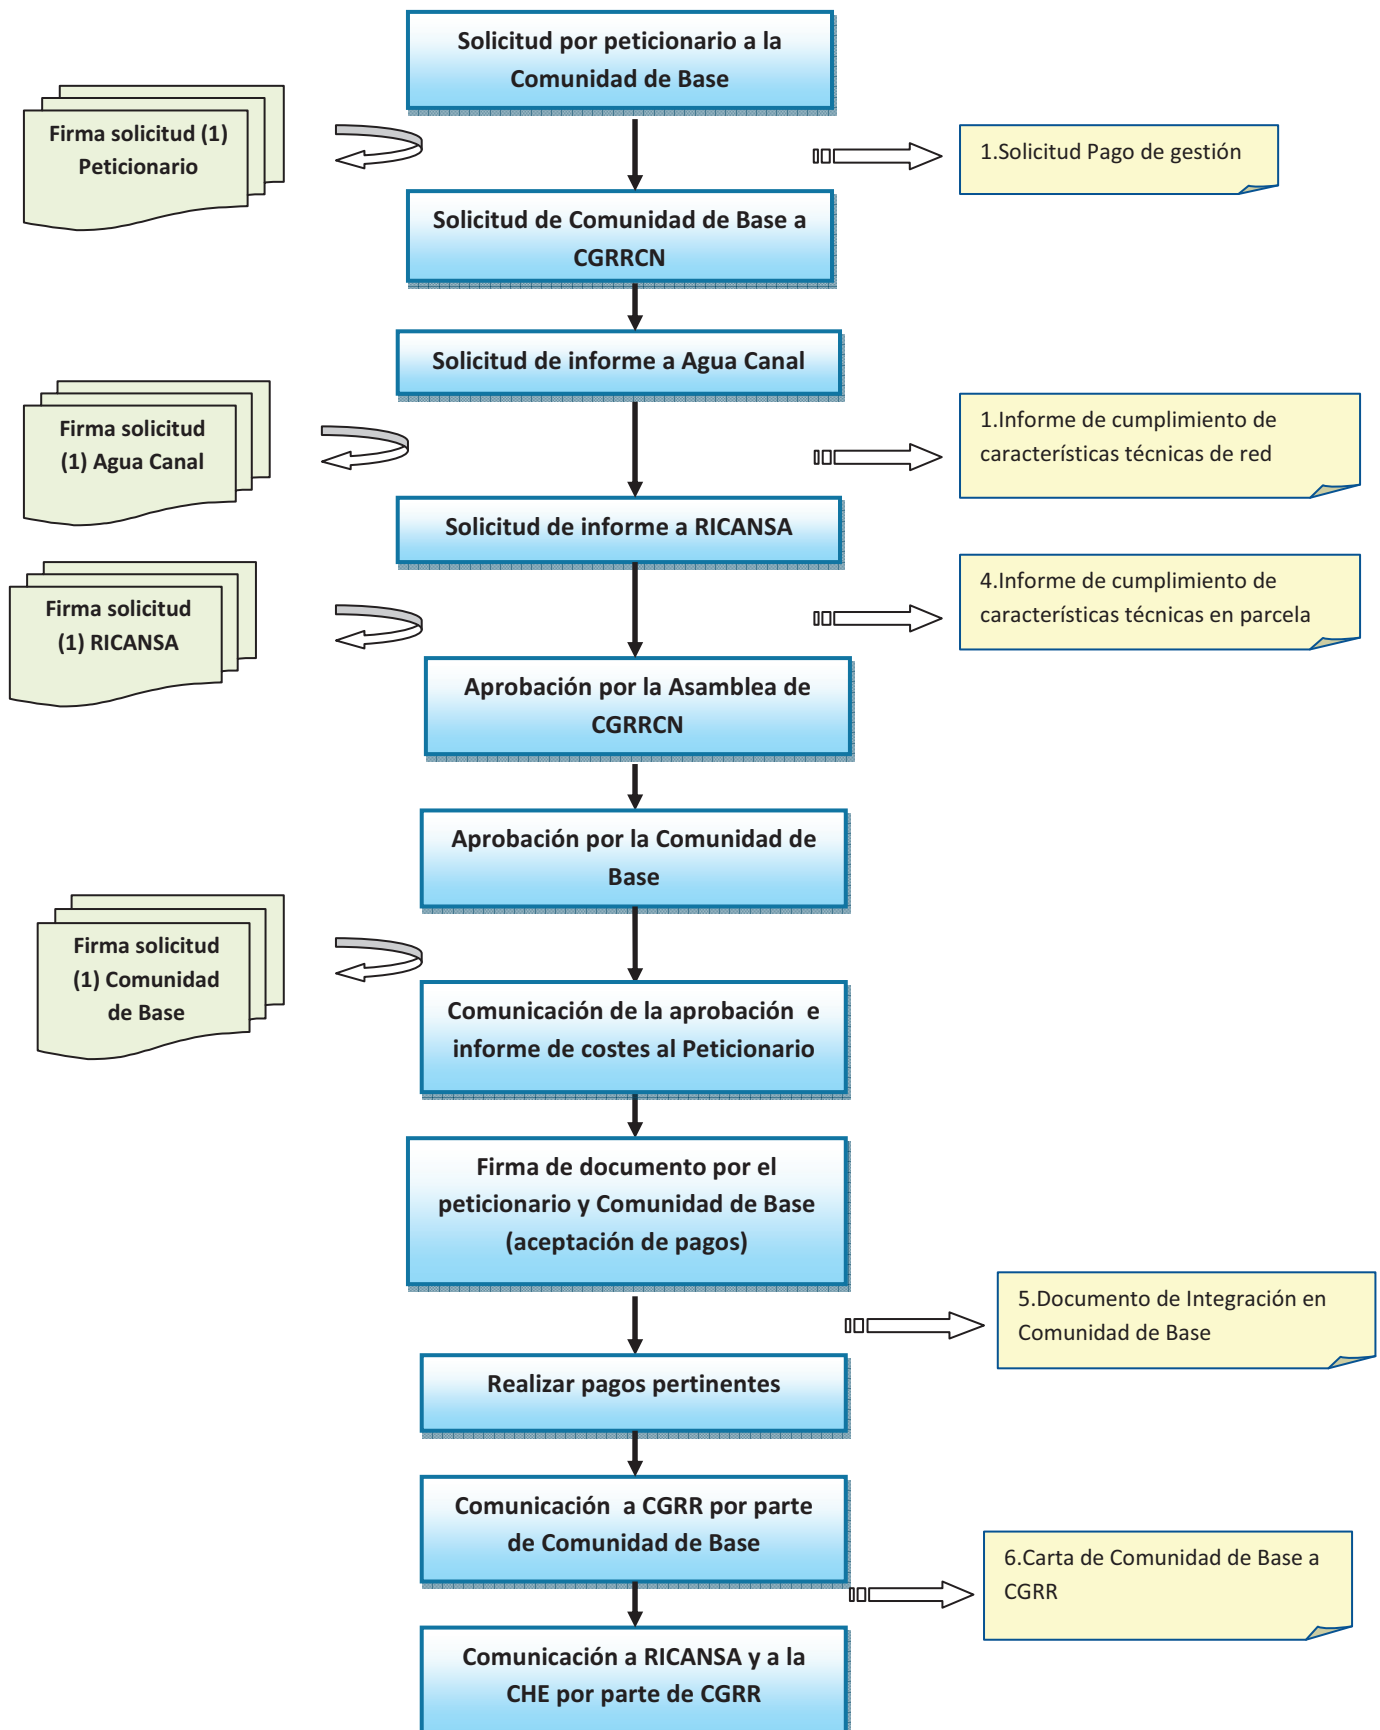 Solicitud por peticionario a la
Comunidad de Base
Firma solicitud (1)
Peticionario
1.Solicitud Pago de gestión
Solicitud de Comunidad de Base a
CGRRCN
Solicitud de informe a Agua Canal
Firma solicitud
(1) Agua Canal
1.Informe de cumplimiento de
características técnicas de red
Solicitud de informe a RICANSA
Firma solicitud
(1) RICANSA
4.Informe de cumplimiento de
características técnicas en parcela
Aprobación por la Asamblea de
CGRRCN
Aprobación por la Comunidad de
Base
Firma solicitud
(1) Comunidad
de Base
Comunicación de la aprobación  e
informe de costes al Peticionario
Firma de documento por el
peticionario y Comunidad de Base
(aceptación de pagos)
5.Documento de Integración en
Comunidad de Base
Realizar pagos pertinentes
Comunicación  a CGRR por parte
de Comunidad de Base
6.Carta de Comunidad de Base a
CGRR
Comunicación a RICANSA y a la
CHE por parte de CGRR